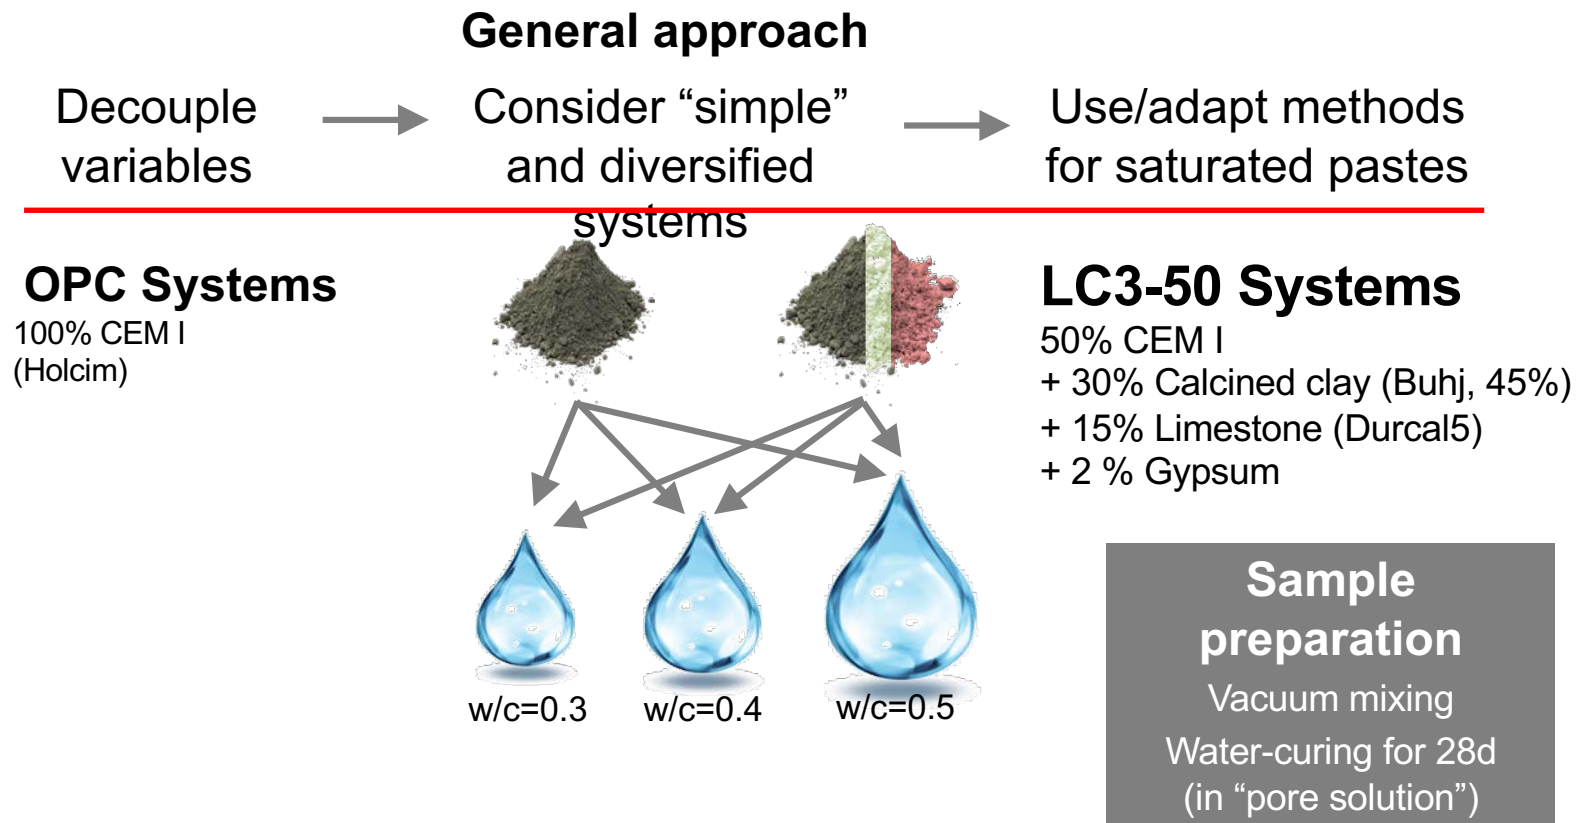 General approach
Decouple
variables
Consider “simple”
and diversified
systems
Use/adapt methods
for saturated pastes
OPC Systems
100% CEM I
(Holcim)
LC3-50 Systems
50% CEM I
+ 30% Calcined clay (Buhj, 45%)
+ 15% Limestone (Durcal5)
+ 2 % Gypsum
w/c=0.3
w/c=0.4
w/c=0.5
Sample
preparation
Vacuum mixing
Water-curing for 28d
(in “pore solution”)